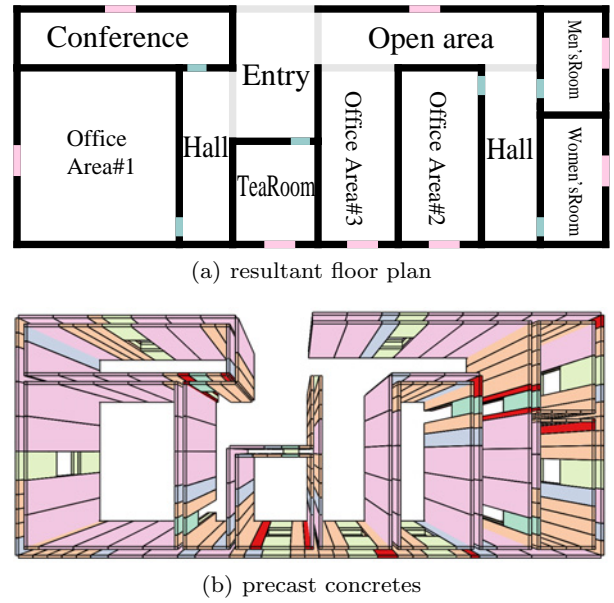 Conference
Open area
Men'sRoom
Entry
Office
Area#1
Hall
Office Area#3
Office Area#2
Hall
Women'sRoom
TeaRoom
(a) resultant floor plan
(b) precast concretes